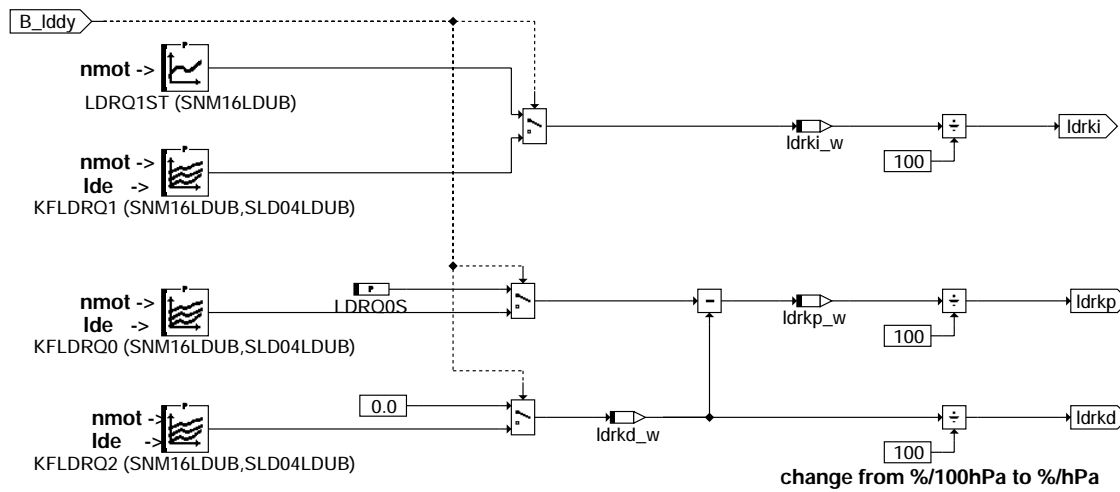 B_lddy
P
nmot ->
LDRQ1ST (SNM16LDUB)
ldrki_w
÷
ldrki
100
P
nmot ->
lde ->
KFLDRQ1 (SNM16LDUB,SLD04LDUB)
P
nmot ->
lde ->
KFLDRQ0 (SNM16LDUB,SLD04LDUB)
P
LDRQ0S
-
ldrkp_w
÷
ldrkp
100
P
nmot ->
lde ->
KFLDRQ2 (SNM16LDUB,SLD04LDUB)
0.0
ldrkd_w
÷
ldrkd
100
change from %/100hPa to %/hPa